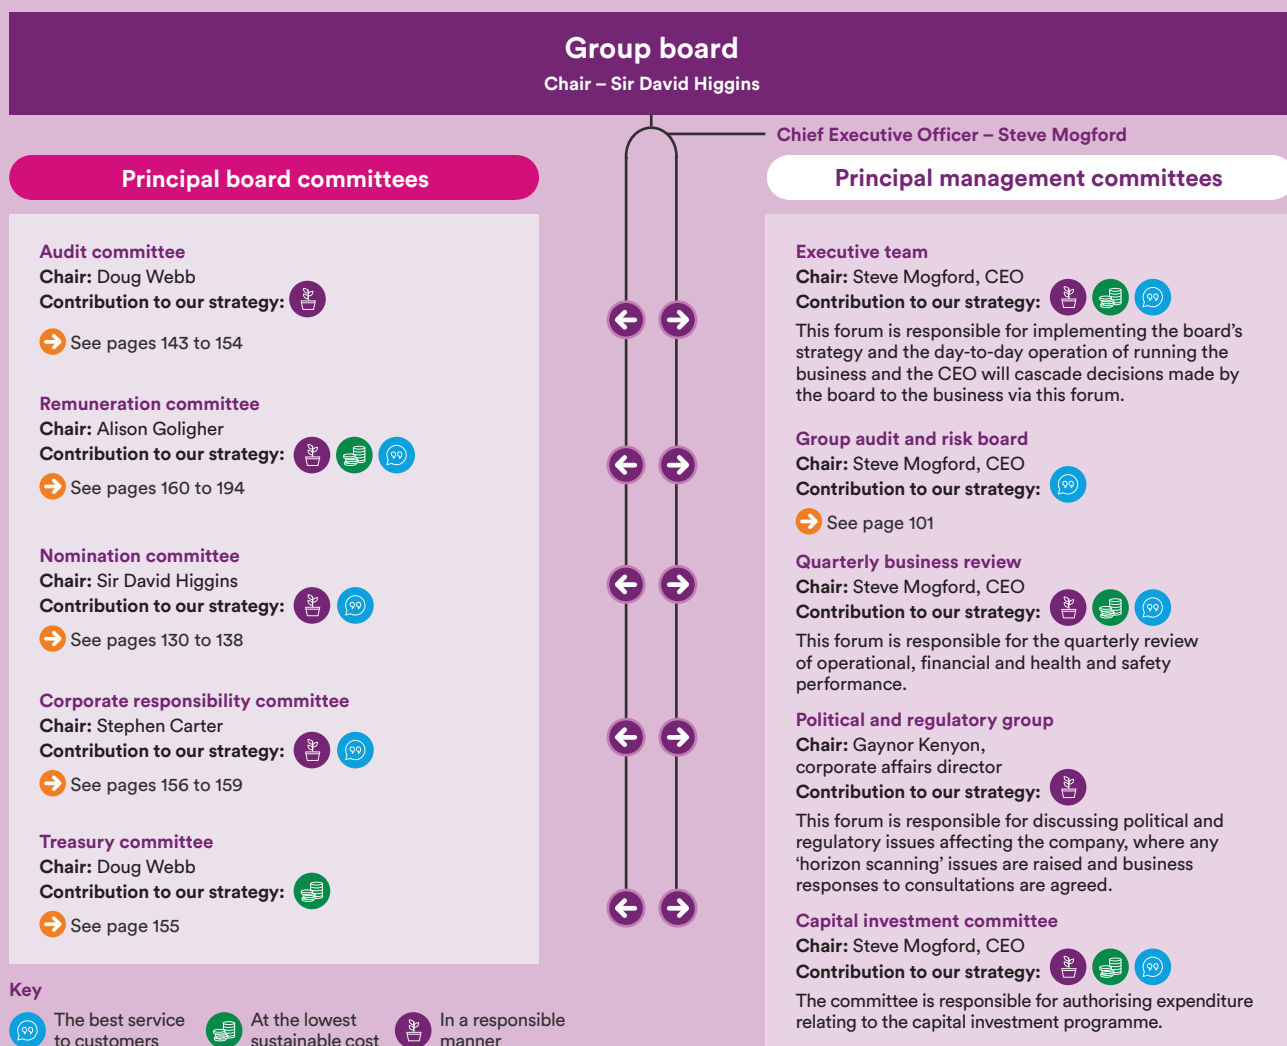 Group board
Chair – Sir David Higgins
Chief Executive Officer – Steve Mogford
Principal board committees
Audit committee
Chair: Doug Webb
Contribution to our strategy:
See pages 143 to 154
Remuneration committee
Chair: Alison Goligher
Contribution to our strategy:
See pages 160 to 194
Nomination committee
Chair: Sir David Higgins
Contribution to our strategy:
See pages 130 to 138
Corporate responsibility committee
Chair: Stephen Carter
Contribution to our strategy:
See pages 156 to 159
Treasury committee
Chair: Doug Webb
Contribution to our strategy:
See page 155
Principal management committees
Executive team
Chair: Steve Mogford, CEO
Contribution to our strategy:
This forum is responsible for implementing the board’s
strategy and the day-to-day operation of running the
business and the CEO will cascade decisions made by
the board to the business via this forum.
Group audit and risk board
Chair: Steve Mogford, CEO
Contribution to our strategy:
See page 101
Quarterly business review
Chair: Steve Mogford, CEO
Contribution to our strategy:
This forum is responsible for the quarterly review
of operational, financial and health and safety
performance.
Political and regulatory group
Chair: Gaynor Kenyon,
corporate affairs director
Contribution to our strategy:
This forum is responsible for discussing political and
regulatory issues affecting the company, where any
‘horizon scanning’ issues are raised and business
responses to consultations are agreed.
Capital investment committee
Chair: Steve Mogford, CEO
Contribution to our strategy:
The committee is responsible for authorising expenditure
relating to the capital investment programme.
Key
The best service
to customers
At the lowest
sustainable cost
In a responsible
manner